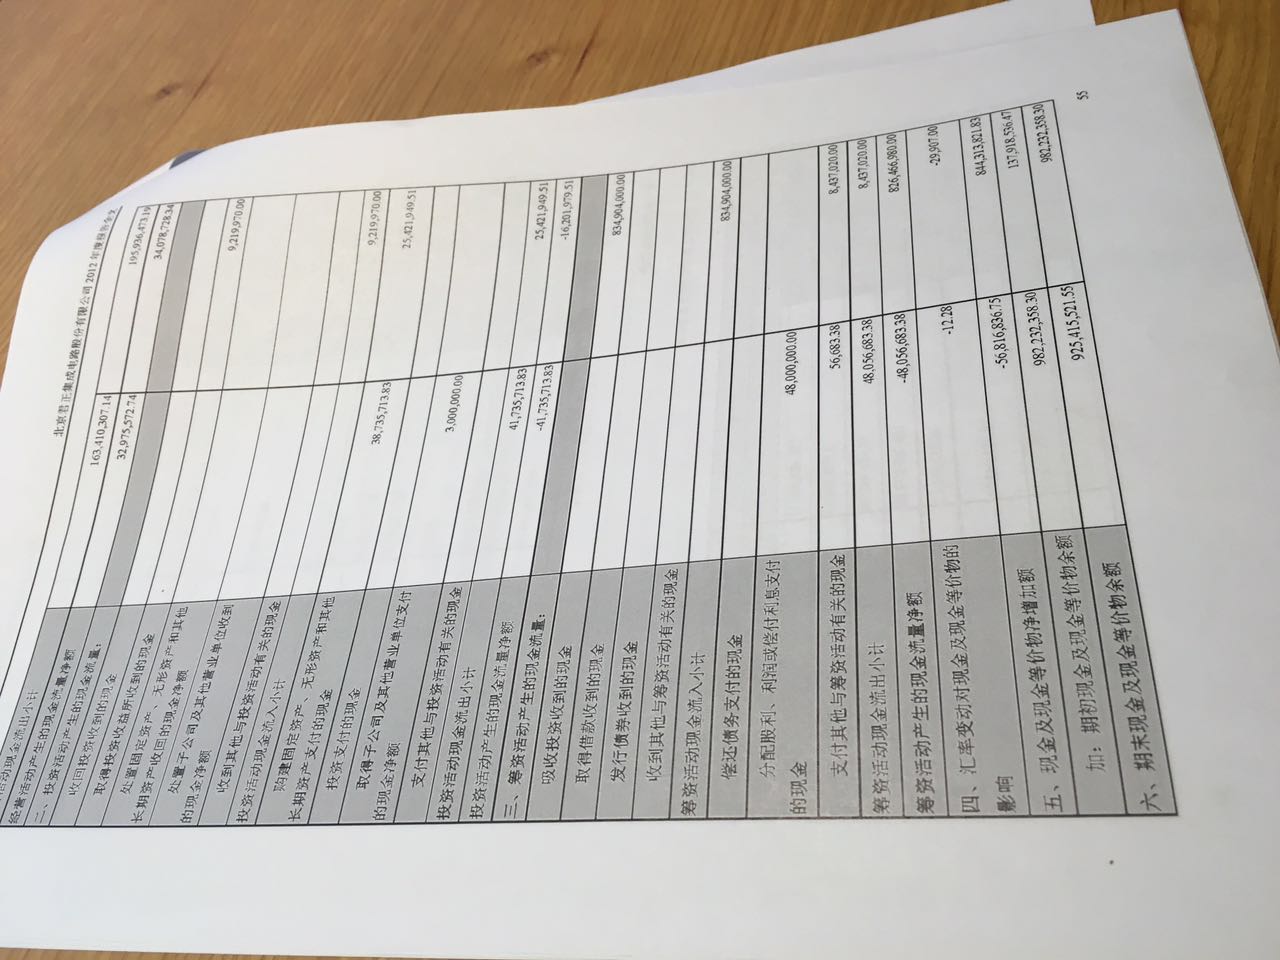 北京君正集成电路股份有限公司 2012 年度报告全文
活动现金流出小计 163,410,307.14 195,936,473.19
经营活动产生的现金流量净额 32,975,572.74 34,078,728.34
二、投资活动产生的现金流量：
收回投资收到的现金
取得投资收益所收到的现金 9,219,970.00
处置固定资产、无形资产和其他
长期资产收回的现金净额
处置子公司及其他营业单位收到
的现金净额
收到其他与投资活动有关的现金
投资活动现金流入小计 9,219,970.00
购建固定资产、无形资产和其他
长期资产支付的现金 38,735,713.83 25,421,949.51
投资支付的现金
取得子公司及其他营业单位支付
的现金净额 3,000,000.00
支付其他与投资活动有关的现金
投资活动现金流出小计 41,735,713.83 25,421,949.51
投资活动产生的现金流量净额 -41,735,713.83 -16,201,979.51
三、筹资活动产生的现金流量：
吸收投资收到的现金 834,904,000.00
取得借款收到的现金
发行债券收到的现金
收到其他与筹资活动有关的现金
筹资活动现金流入小计 834,904,000.00
偿还债务支付的现金
分配股利、利润或偿付利息支付
的现金 48,000,000.00
支付其他与筹资活动有关的现金 56,683.38 8,437,020.00
筹资活动现金流出小计 48,056,683.38 8,437,020.00
筹资活动产生的现金流量净额 -48,056,683.38 826,466,980.00
四、汇率变动对现金及现金等价物的
影响 -12.28 -29,907.00
五、现金及现金等价物净增加额 -56,816,836.75 844,313,821.83
加：期初现金及现金等价物余额 982,232,358.30 137,918,536.47
六、期末现金及现金等价物余额 925,415,521.55 982,232,358.30
55